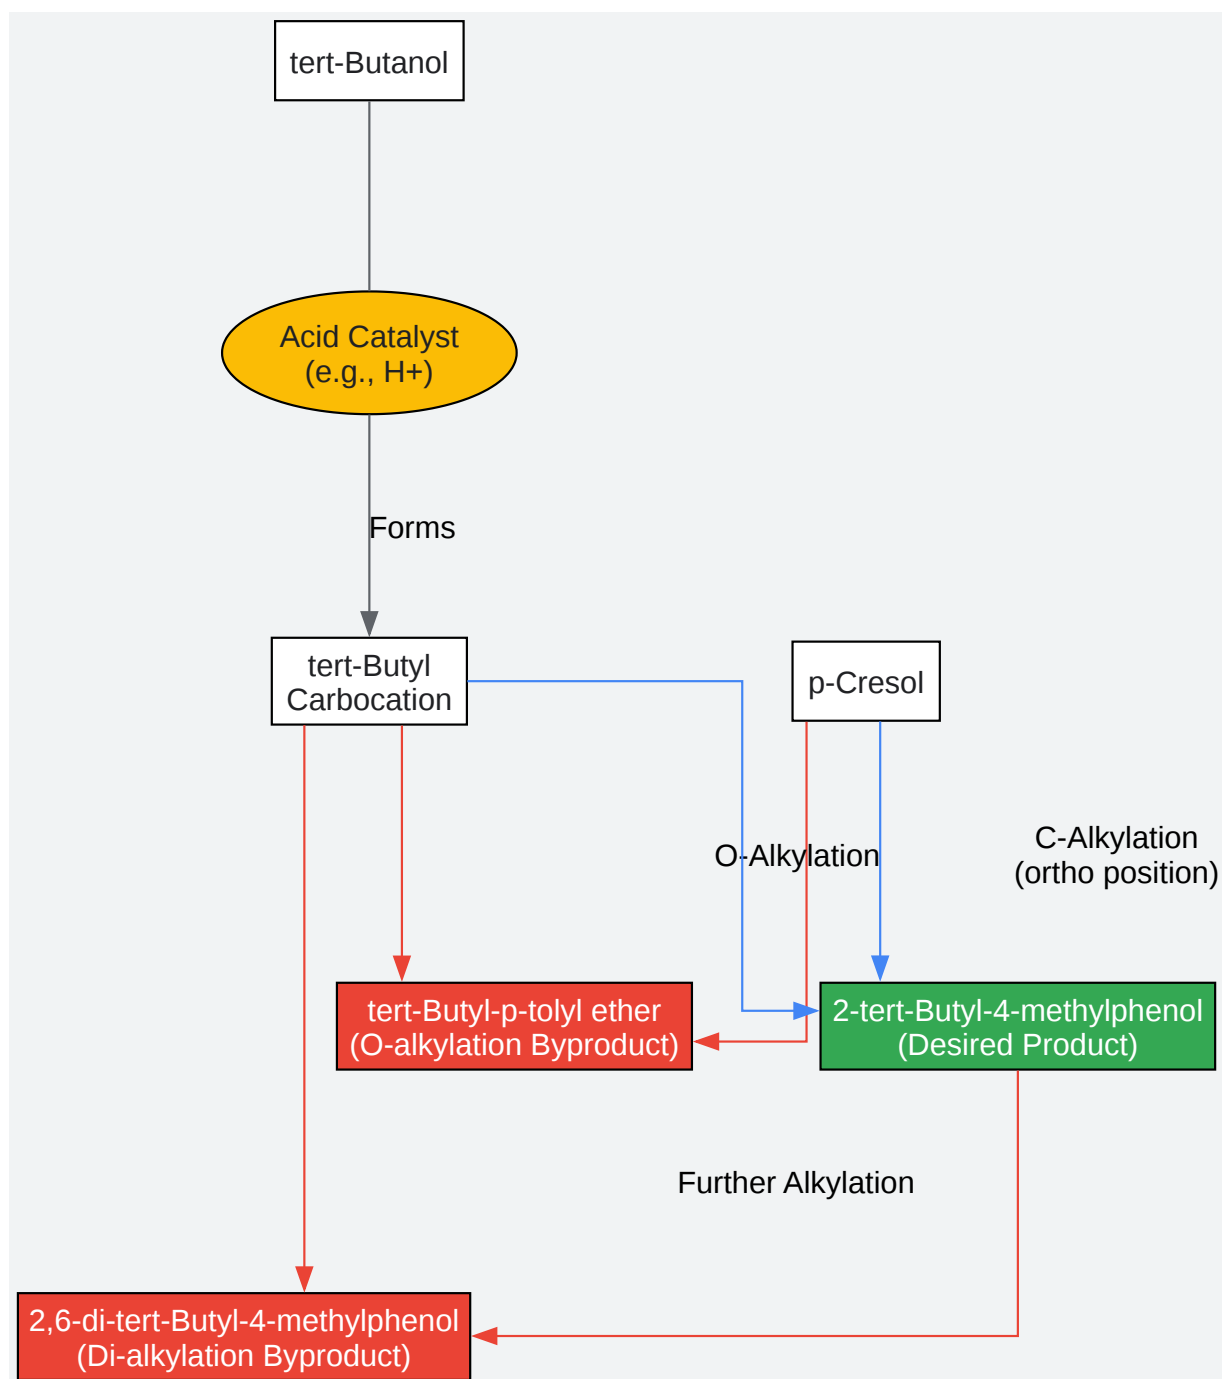 tert-Butanol
Acid Catalyst
(e.g., H+)
Forms
tert-Butyl
Carbocation
p-Cresol
O-Alkylation
C-Alkylation
(ortho position)
tert-Butyl-p-tolyl ether
(O-alkylation Byproduct)
2-tert-Butyl-4-methylphenol
(Desired Product)
Further Alkylation
2,6-di-tert-Butyl-4-methylphenol
(Di-alkylation Byproduct)